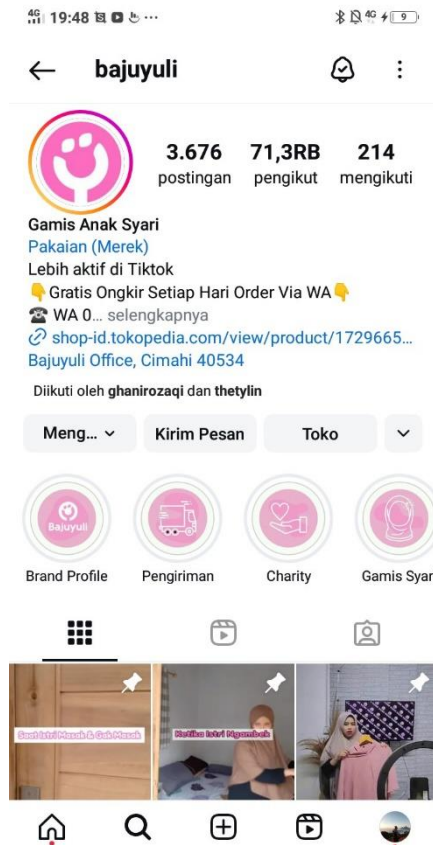 4G 19:48 4G 9
bajuyuli
3.676 71,3RB 214
postingan pengikut mengikuti
Gamis Anak Syari
Pakaian (Merek)
Lebih aktif di Tiktok
👇Gratis Ongkir Setiap Hari Order Via WA👇
☎ WA 0... selengkapnya
shop-id.tokopedia.com/view/product/1729665...
Bajuyuli Office, Cimahi 40534
Diikuti oleh ghanirozaqi dan thetylin
Meng... Kirim Pesan Toko
Bajuyuli
Brand Profile Pengiriman Charity Gamis Syar
Saat Istri Masak & Gak Masak Ketika Istri Ngambek